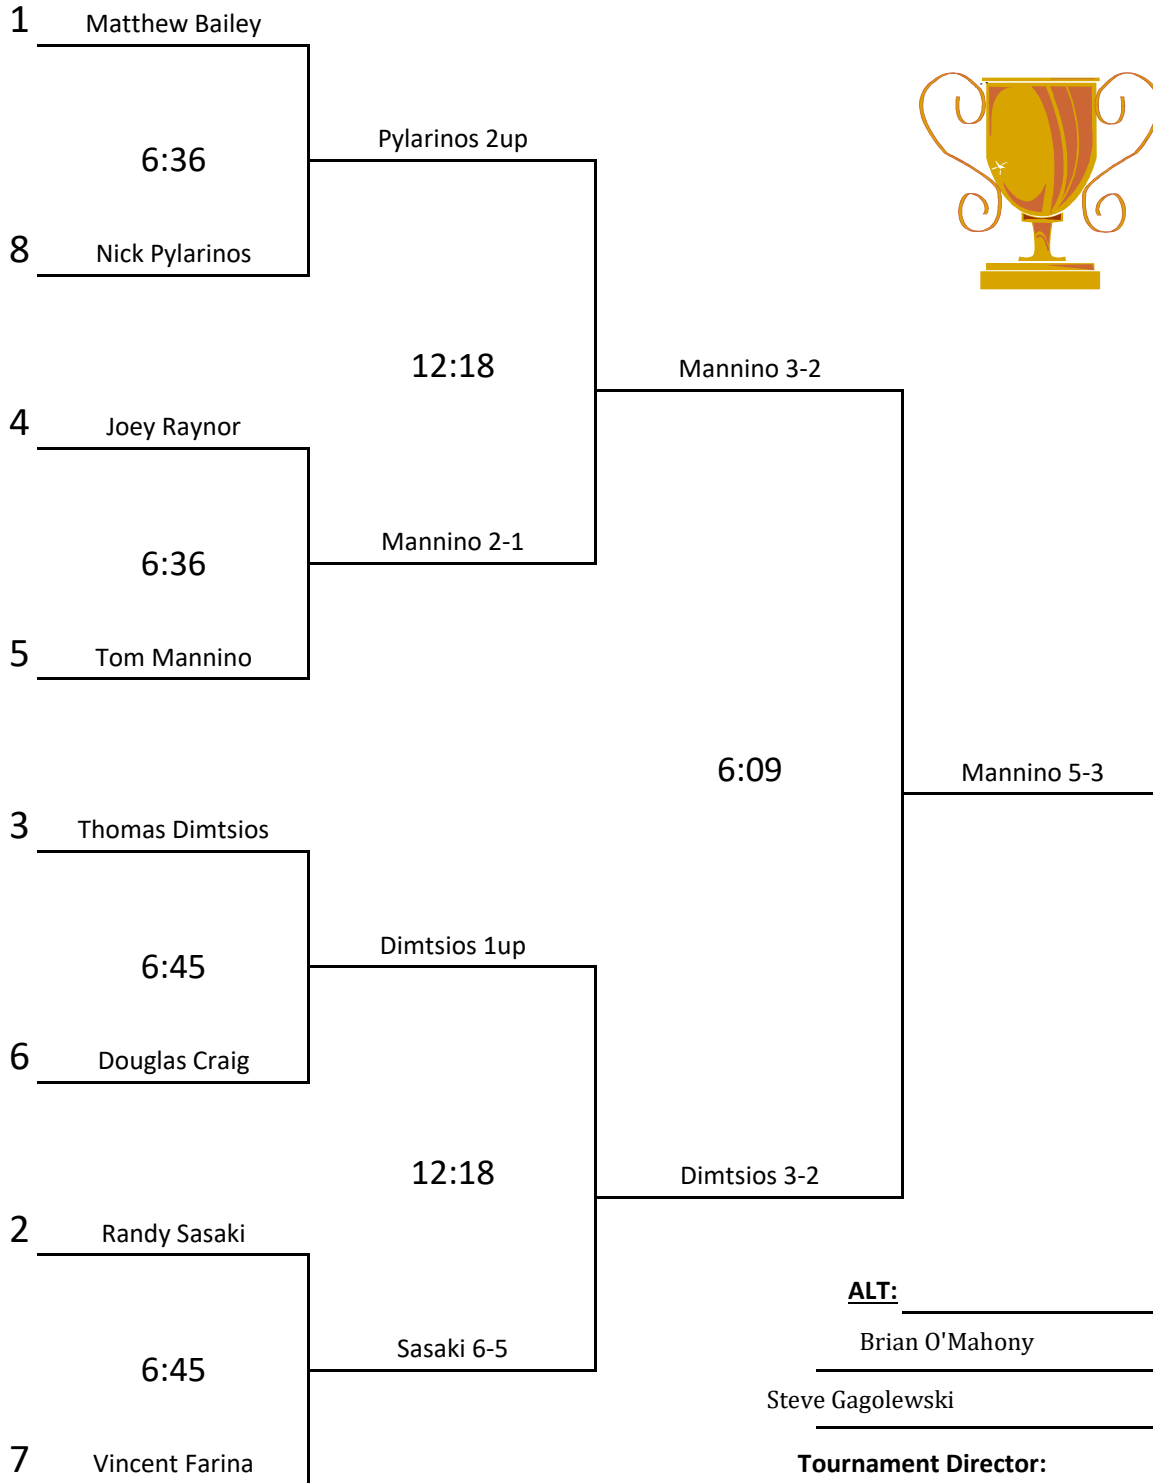 1 Matthew Bailey
Pylarinos 2up
6:36
8 Nick Pylarinos
12:18
Mannino 3-2
4 Joey Raynor
Mannino 2-1
6:36
5 Tom Mannino
6:09
Mannino 5-3
3 Thomas Dimtsios
Dimtsios 1up
6:45
6 Douglas Craig
12:18
Dimtsios 3-2
2 Randy Sasaki
ALT:
Brian O'Mahony
Sasaki 6-5
6:45
Steve Gagolewski
7 Vincent Farina
Tournament Director: